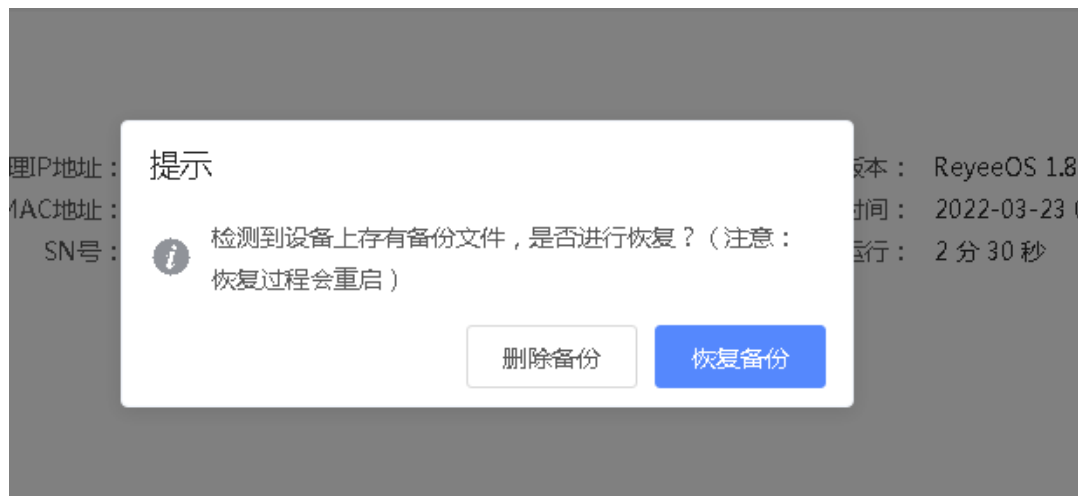 提示
理IP地址：
版本： ReyeeOS 1.8
MAC地址：
时间： 2022-03-23
检测到设备上存有备份文件，是否进行恢复？（注意：
SN号：
运行： 2 分 30 秒
恢复过程会重启）
删除备份 恢复备份